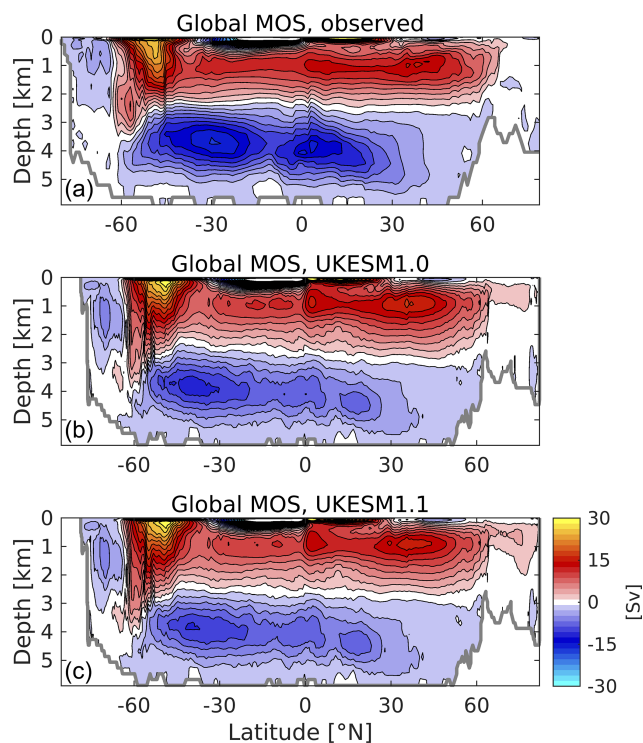 Global MOS, observed
Depth [km]
0
1
2
3
4
5
(a)
-60 -30 0 30 60
Global MOS, UKESM1.0
Depth [km]
0
1
2
3
4
5
(b)
-60 -30 0 30 60
Global MOS, UKESM1.1
Depth [km]
0
1
2
3
4
5
(c)
-60 -30 0 30 60
Latitude [°N]
30
15
0
-15
-30
[Sv]